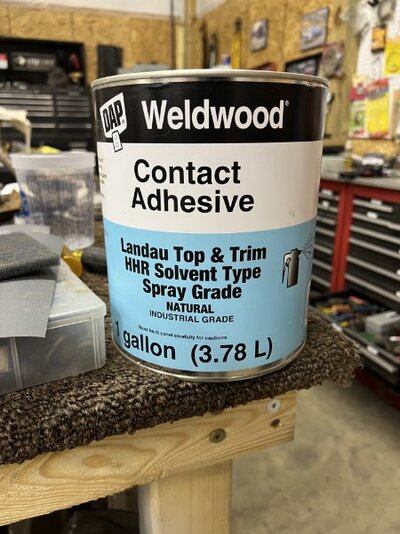 DAP Weldwood®
Contact
Adhesive
Landau Top & Trim
HHR Solvent Type
Spray Grade
NATURAL
INDUSTRIAL GRADE
Read back panel carefully for cautions.
1 gallon (3.78 L)